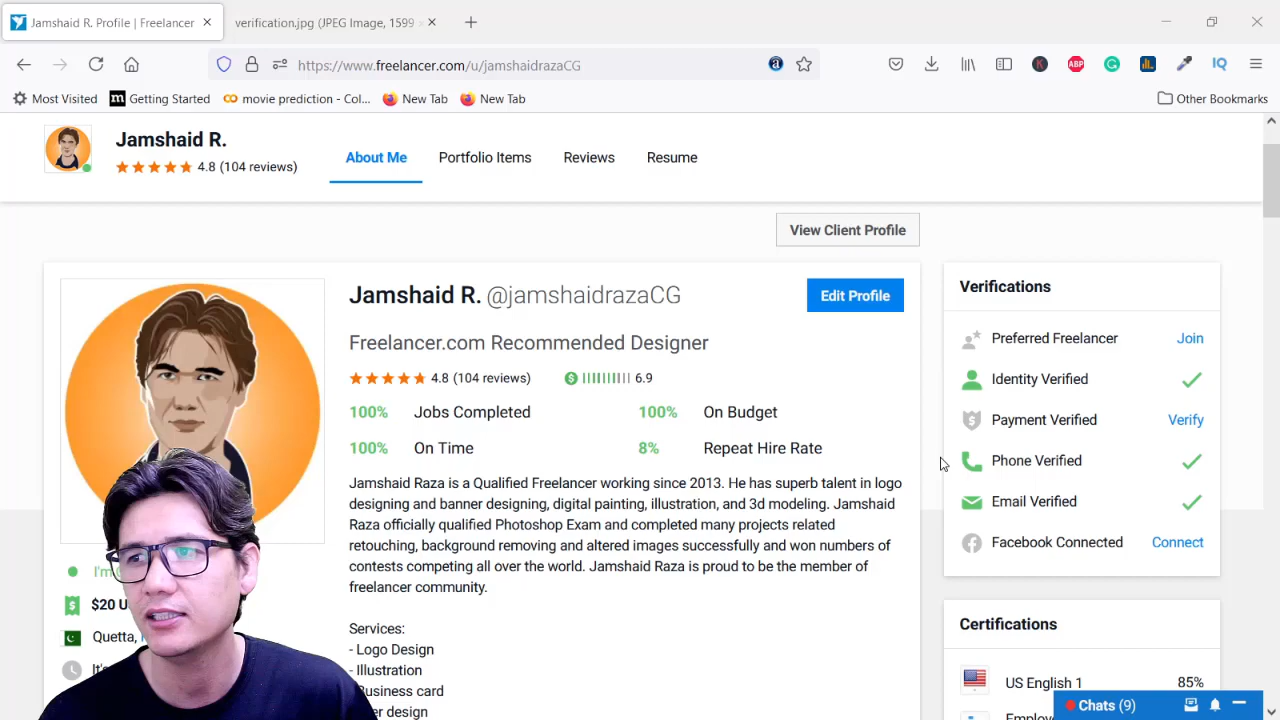 Jamshaid R. Profile | Freelancer
verification.jpg (JPEG Image, 1599
https://www.freelancer.com/u/jamshaidrazaCG
Most Visited
Getting Started
movie prediction - Col...
New Tab
New Tab
Other Bookmarks
Jamshaid R.
4.8 (104 reviews)
About Me
Portfolio Items
Reviews
Resume
View Client Profile
Jamshaid R. @jamshaidrazaCG
Edit Profile
Freelancer.com Recommended Designer
4.8 (104 reviews)
6.9
100% Jobs Completed
100% On Budget
100% On Time
8% Repeat Hire Rate
Jamshaid Raza is a Qualified Freelancer working since 2013. He has superb talent in logo
designing and banner designing, digital painting, illustration, and 3d modeling. Jamshaid
Raza officially qualified Photoshop Exam and completed many projects related
retouching, background removing and altered images successfully and won numbers of
contests competing all over the world. Jamshaid Raza is proud to be the member of
freelancer community.
Services:
- Logo Design
- Illustration
Business card
design
I'm
$20 U
Quetta,
It's
Verifications
Preferred Freelancer Join
Identity Verified
Payment Verified Verify
Phone Verified
Email Verified
Facebook Connected Connect
Certifications
US English 1 85%
Chats (9)
K
ABP
IQ